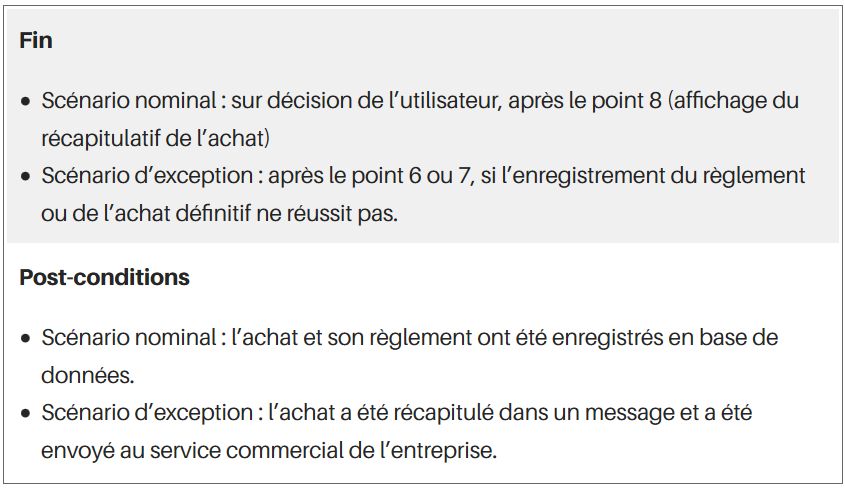 Fin
• Scénario nominal : sur décision de l’utilisateur, après le point 8 (affichage du
récapitulatif de l’achat)
• Scénario d’exception : après le point 6 ou 7, si l’enregistrement du règlement
ou de l’achat définitif ne réussit pas.
Post-conditions
• Scénario nominal : l’achat et son règlement ont été enregistrés en base de
données.
• Scénario d’exception : l’achat a été récapitulé dans un message et a été
envoyé au service commercial de l’entreprise.